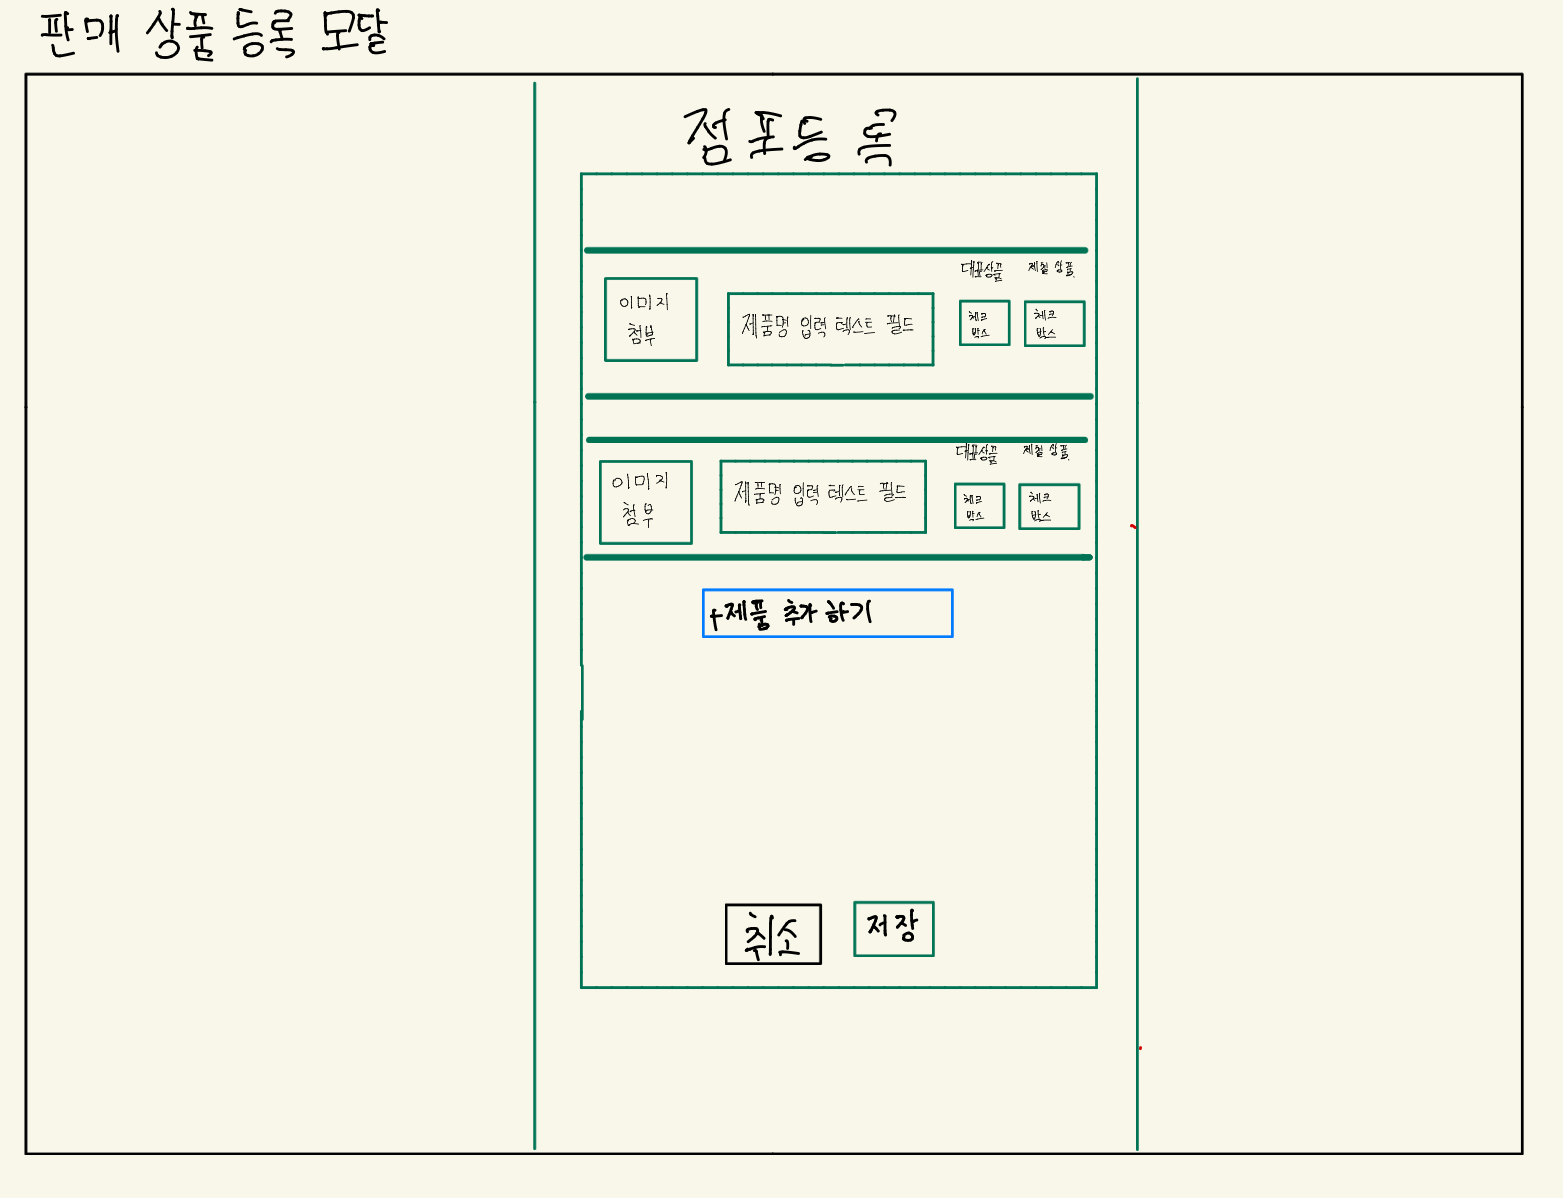 판매 상품 등록 모달
점포등록
대표상품 제철 상품
이미지
첨부
제품명 입력 텍스트 필드
체크
박스
체크
박스
대표상품 제철 상품
이미지
첨부
제품명 입력 텍스트 필드
체크
박스
체크
박스
+제품 추가하기
취소
저장